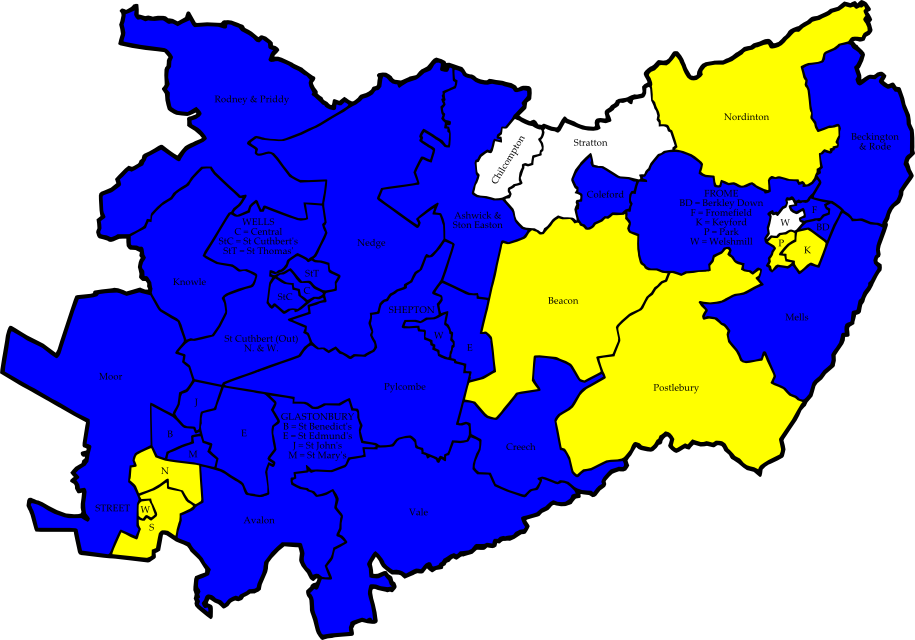 Rodney & Priddy
Nordinton
Beckington
& Rode
Stratton
Chilcompton
Coleford
FROME
BD = Berkley Down
F = Fromefield
K = Keyford
P = Park
W = Welshmill
W
F
BD
P
K
Ashwick &
Ston Easton
WELLS
C = Central
StC = St Cuthbert's
StT = St Thomas'
Nedge
StT
C
StC
Knowle
Beacon
SHEPTON
W
E
Mells
St Cuthbert (Out)
N. & W.
Moor
Pylcombe
Postlebury
J
B
E
M
GLASTONBURY
B = St Benedict's
E = St Edmund's
J = St John's
M = St Mary's
Creech
N
STREET
W
S
Avalon
Vale